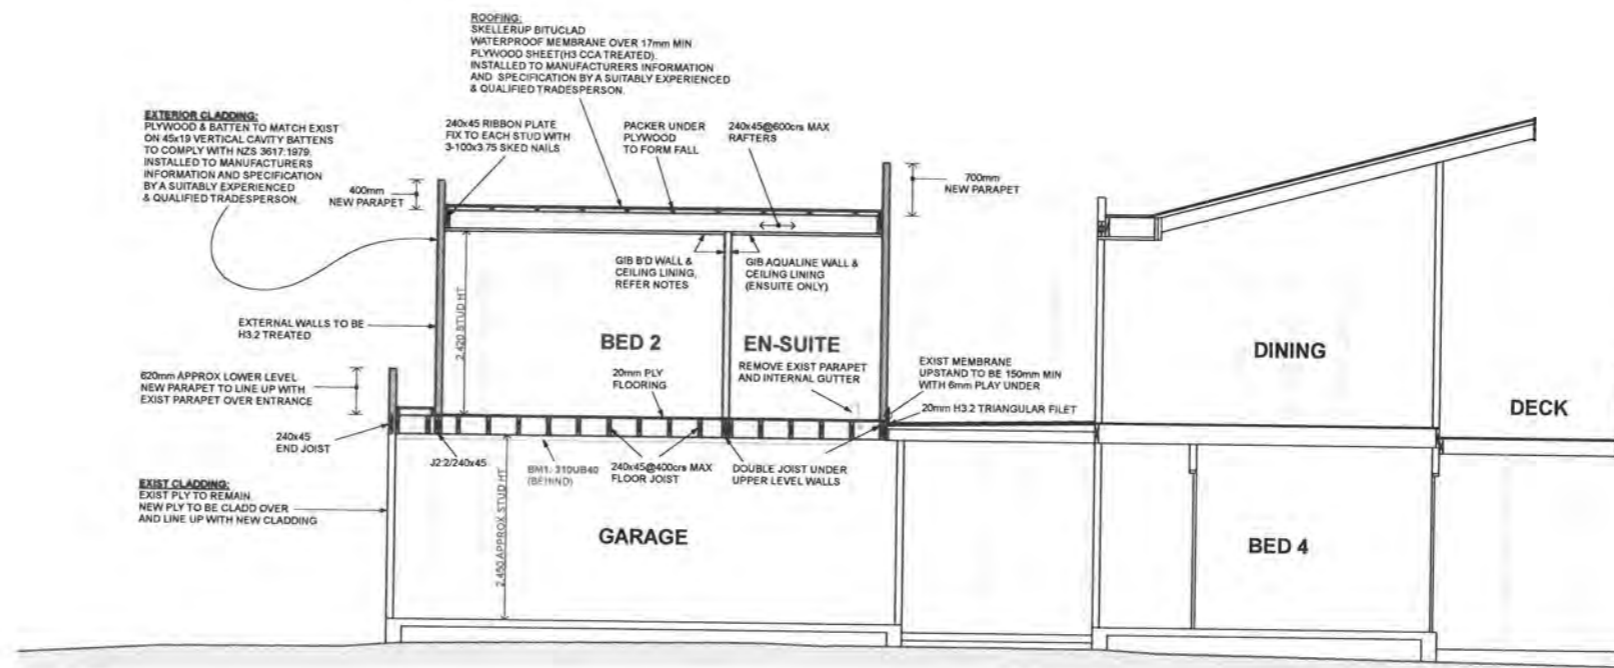 ROOFING:
SKELLERUP BITUCLAD
WATERPROOF MEMBRANE OVER 17mm MIN
PLYWOOD SHEET(H3 CCA TREATED).
INSTALLED TO MANUFACTURERS INFORMATION
AND SPECIFICATION BY A SUITABLY EXPERIENCED
& QUALIFIED TRADESPERSON.
EXTERIOR CLADDING:
PLYWOOD & BATTEN TO MATCH EXIST
ON 45x19 VERTICAL CAVITY BATTENS
TO COMPLY WITH NZS 3617:1979.
INSTALLED TO MANUFACTURERS
INFORMATION AND SPECIFICATION
BY A SUITABLY EXPERIENCED
& QUALIFIED TRADESPERSON.
240x45 RIBBON PLATE
FIX TO EACH STUD WITH
3-100x3.75 SKED NAILS
PACKER UNDER
PLYWOOD
TO FORM FALL
240x45@600crs MAX
RAFTERS
400mm
NEW PARAPET
700mm
NEW PARAPET
GIB B'D WALL &
CEILING LINING,
REFER NOTES
GIB AQUALINE WALL &
CEILING LINING
(ENSUITE ONLY)
EXTERNAL WALLS TO BE
H3.2 TREATED
2,420 STUD HT
BED 2
EN-SUITE
DINING
DECK
620mm APPROX LOWER LEVEL
NEW PARAPET TO LINE UP WITH
EXIST PARAPET OVER ENTRANCE
20mm PLY
FLOORING
REMOVE EXIST PARAPET
AND INTERNAL GUTTER
EXIST MEMBRANE
UPSTAND TO BE 150mm MIN
WITH 6mm PLAY UNDER
20mm H3.2 TRIANGULAR FILET
240x45
END JOIST
J2:2/240x45
BM1: 310UB40
(BEHIND)
240x45@400crs MAX
FLOOR JOIST
DOUBLE JOIST UNDER
UPPER LEVEL WALLS
EXIST CLADDING:
EXIST PLY TO REMAIN.
NEW PLY TO BE CLADD OVER
AND LINE UP WITH NEW CLADDING
2,450 APPROX STUD HT
GARAGE
BED 4